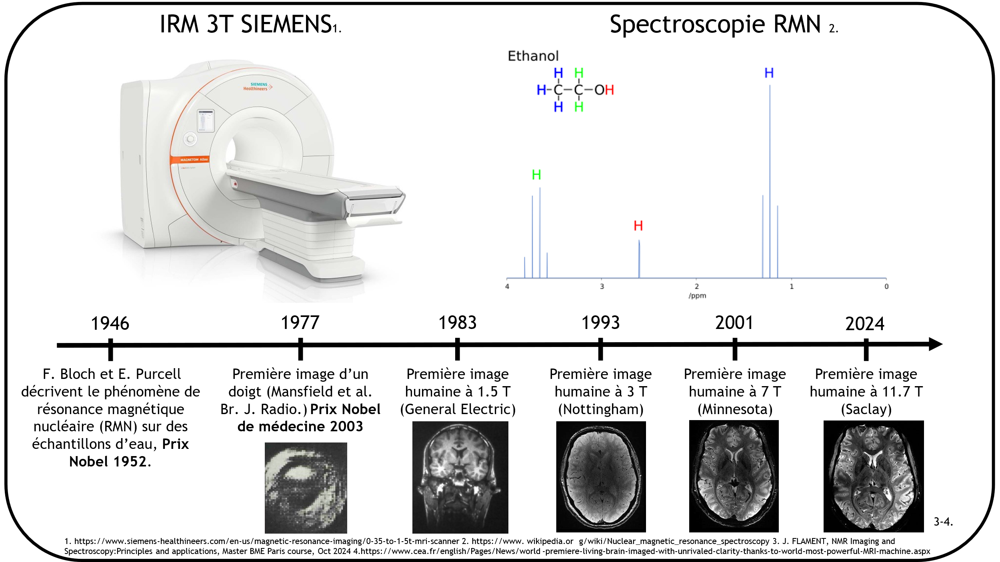 IRM 3T SIEMENS1.
Spectroscopie RMN 2.
SIEMENS
Healthineers
MAGNETOM Altea
Ethanol
H H
H-C-C-OH
H H
H
H
H
4 3 2 1 0
/ppm
1946
1977
1983
1993
2001
2024
F. Bloch et E. Purcell
décrivent le phénomène de
résonance magnétique
nucléaire (RMN) sur des
échantillons d’eau, Prix
Nobel 1952.
Première image d’un
doigt (Mansfield et al.
Br. J. Radio.) Prix Nobel
de médecine 2003
Première image
humaine à 1.5 T
(General Electric)
Première image
humaine à 3 T
(Nottingham)
Première image
humaine à 7 T
(Minnesota)
Première image
humaine à 11.7 T
(Saclay)
3-4.
1. https://www.siemens-healthineers.com/en-us/magnetic-resonance-imaging/0-35-to-1-5t-mri-scanner 2. https://www. wikipedia.or g/wiki/Nuclear_magnetic_resonance_spectroscopy 3. J. FLAMENT, NMR Imaging and
Spectroscopy:Principles and applications, Master BME Paris course, Oct 2024 4.https://www.cea.fr/english/Pages/News/world -premiere-living-brain-imaged-with-unrivaled-clarity-thanks-to-world-most-powerful-MRI-machine.aspx